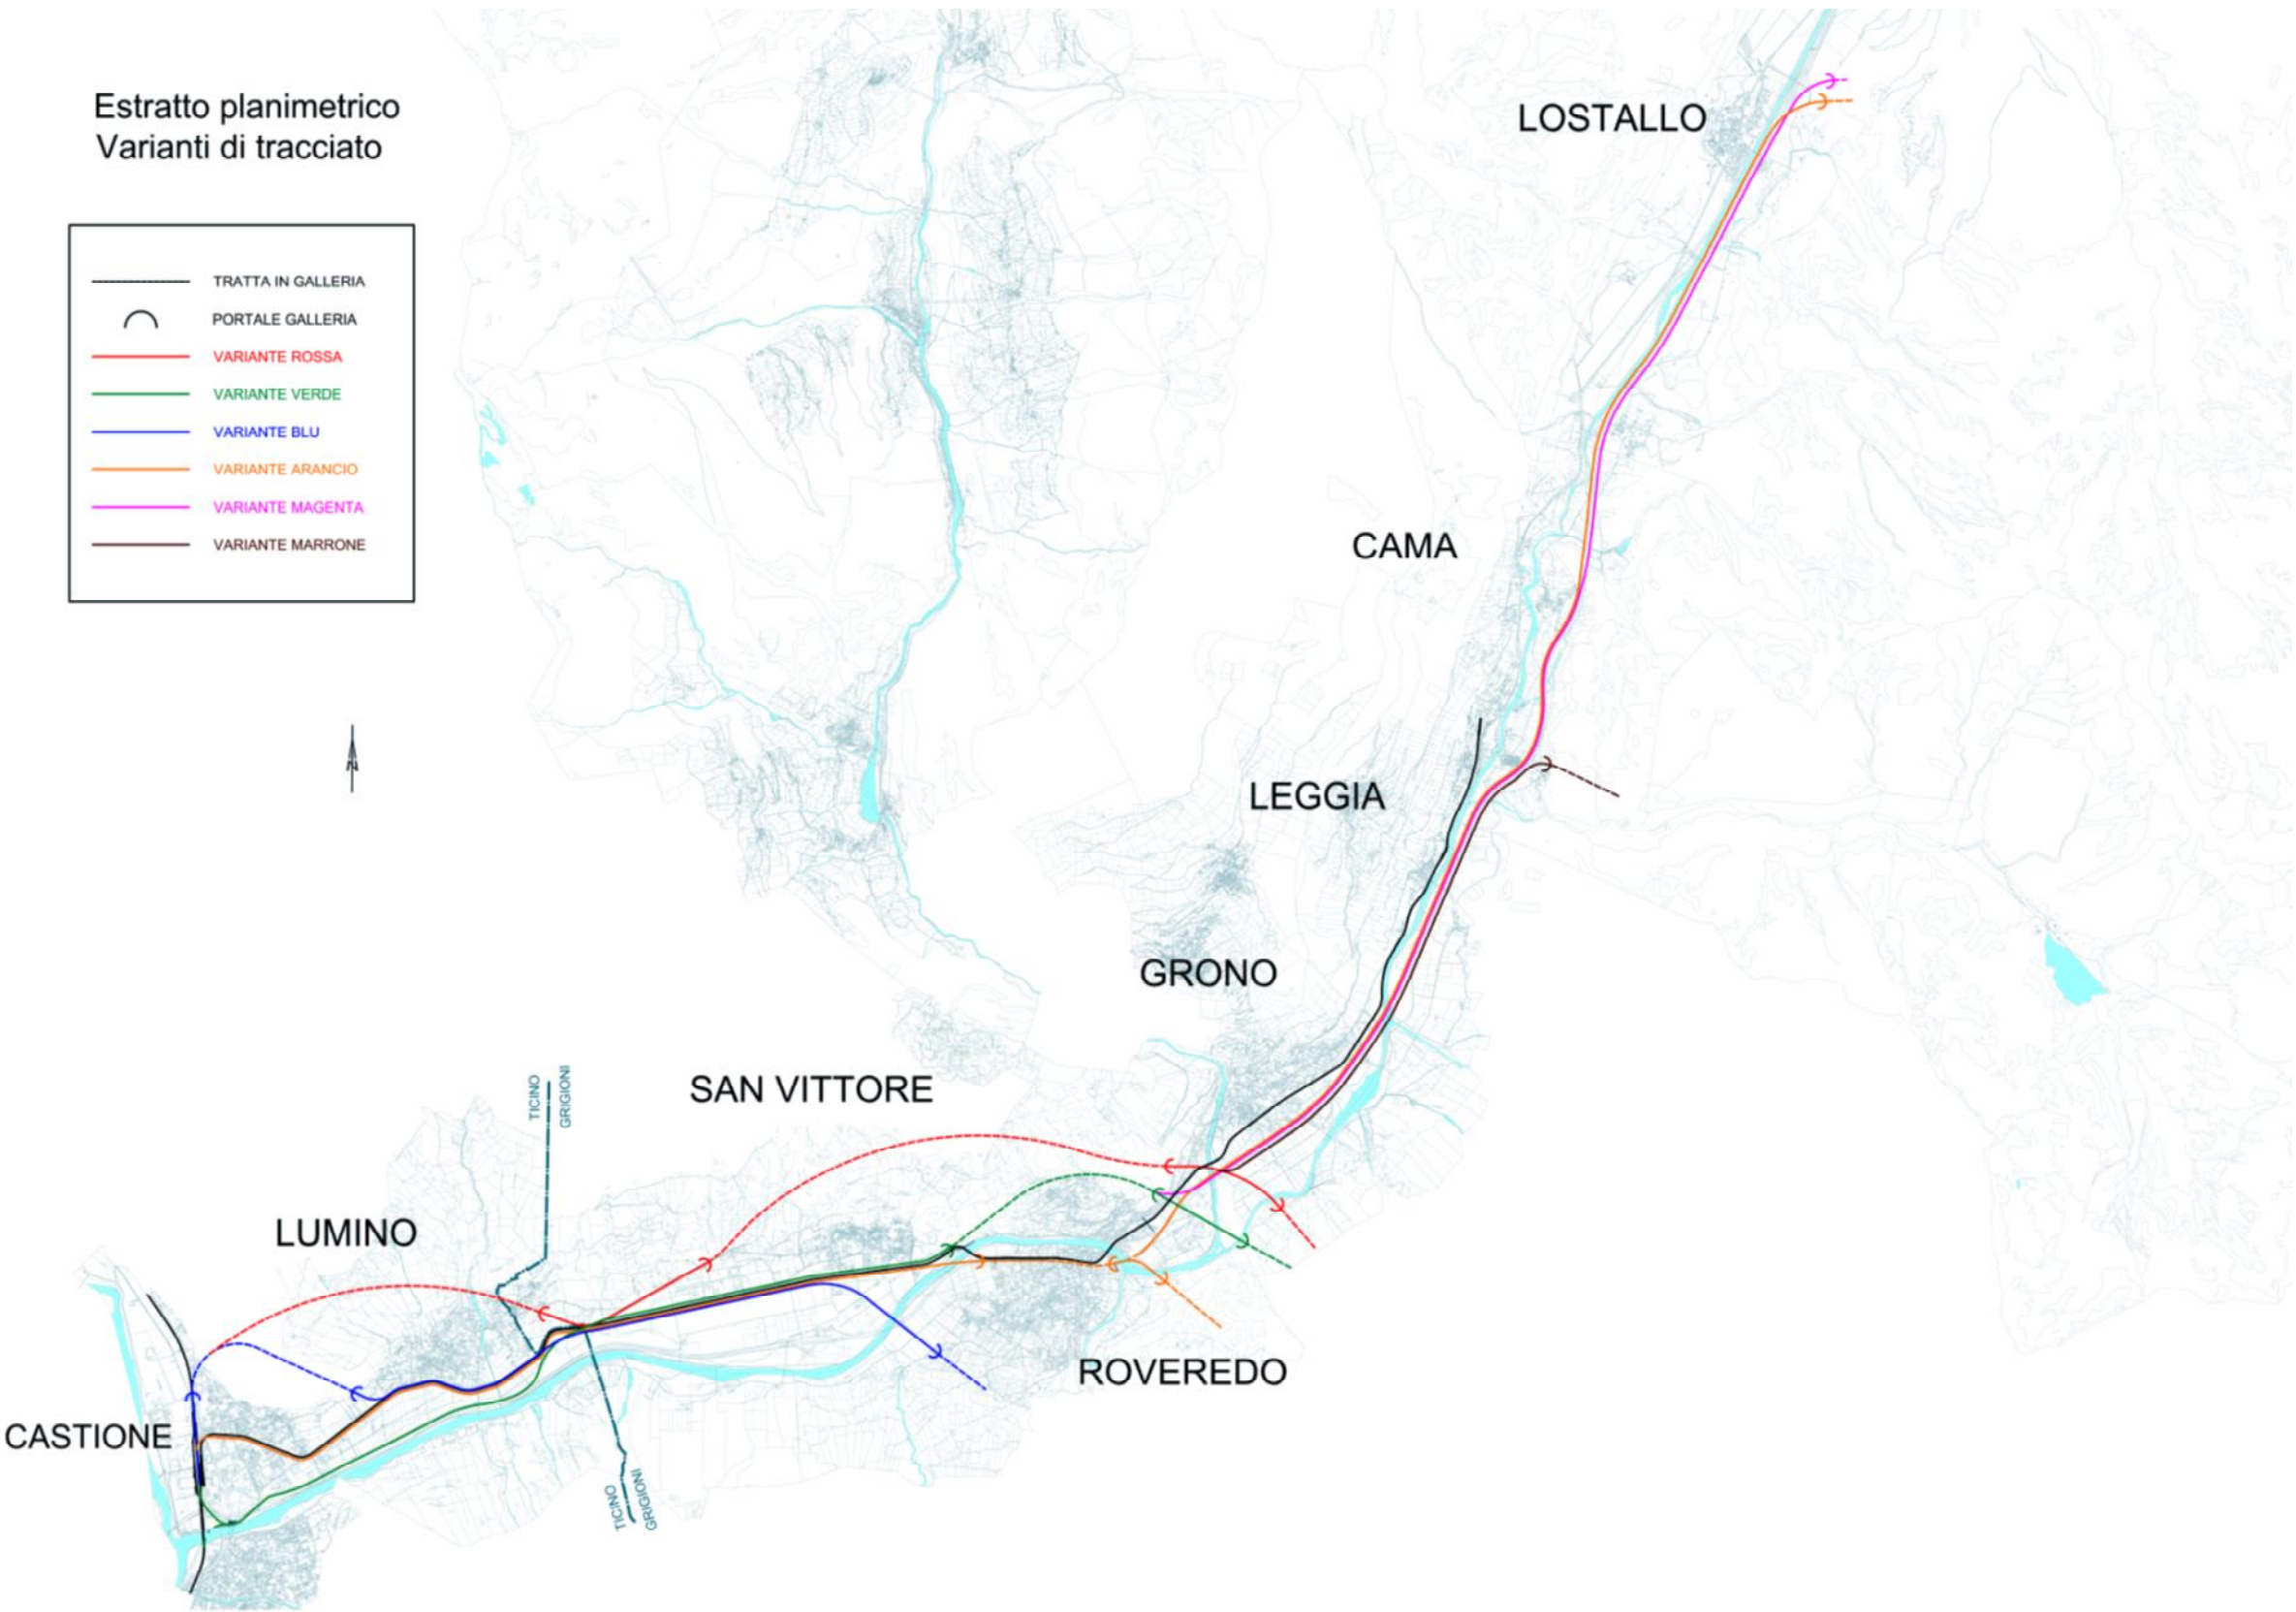 Estratto planimetrico
Varianti di tracciato
TRATTA IN GALLERIA
PORTALE GALLERIA
VARIANTE ROSSA
VARIANTE VERDE
VARIANTE BLU
VARIANTE ARANCIO
VARIANTE MAGENTA
VARIANTE MARRONE
LOSTALLO
CAMA
LEGGIA
GRONO
SAN VITTORE
TICINO
GRIGIONI
LUMINO
ROVEREDO
CASTIONE
TICINO
GRIGIONI